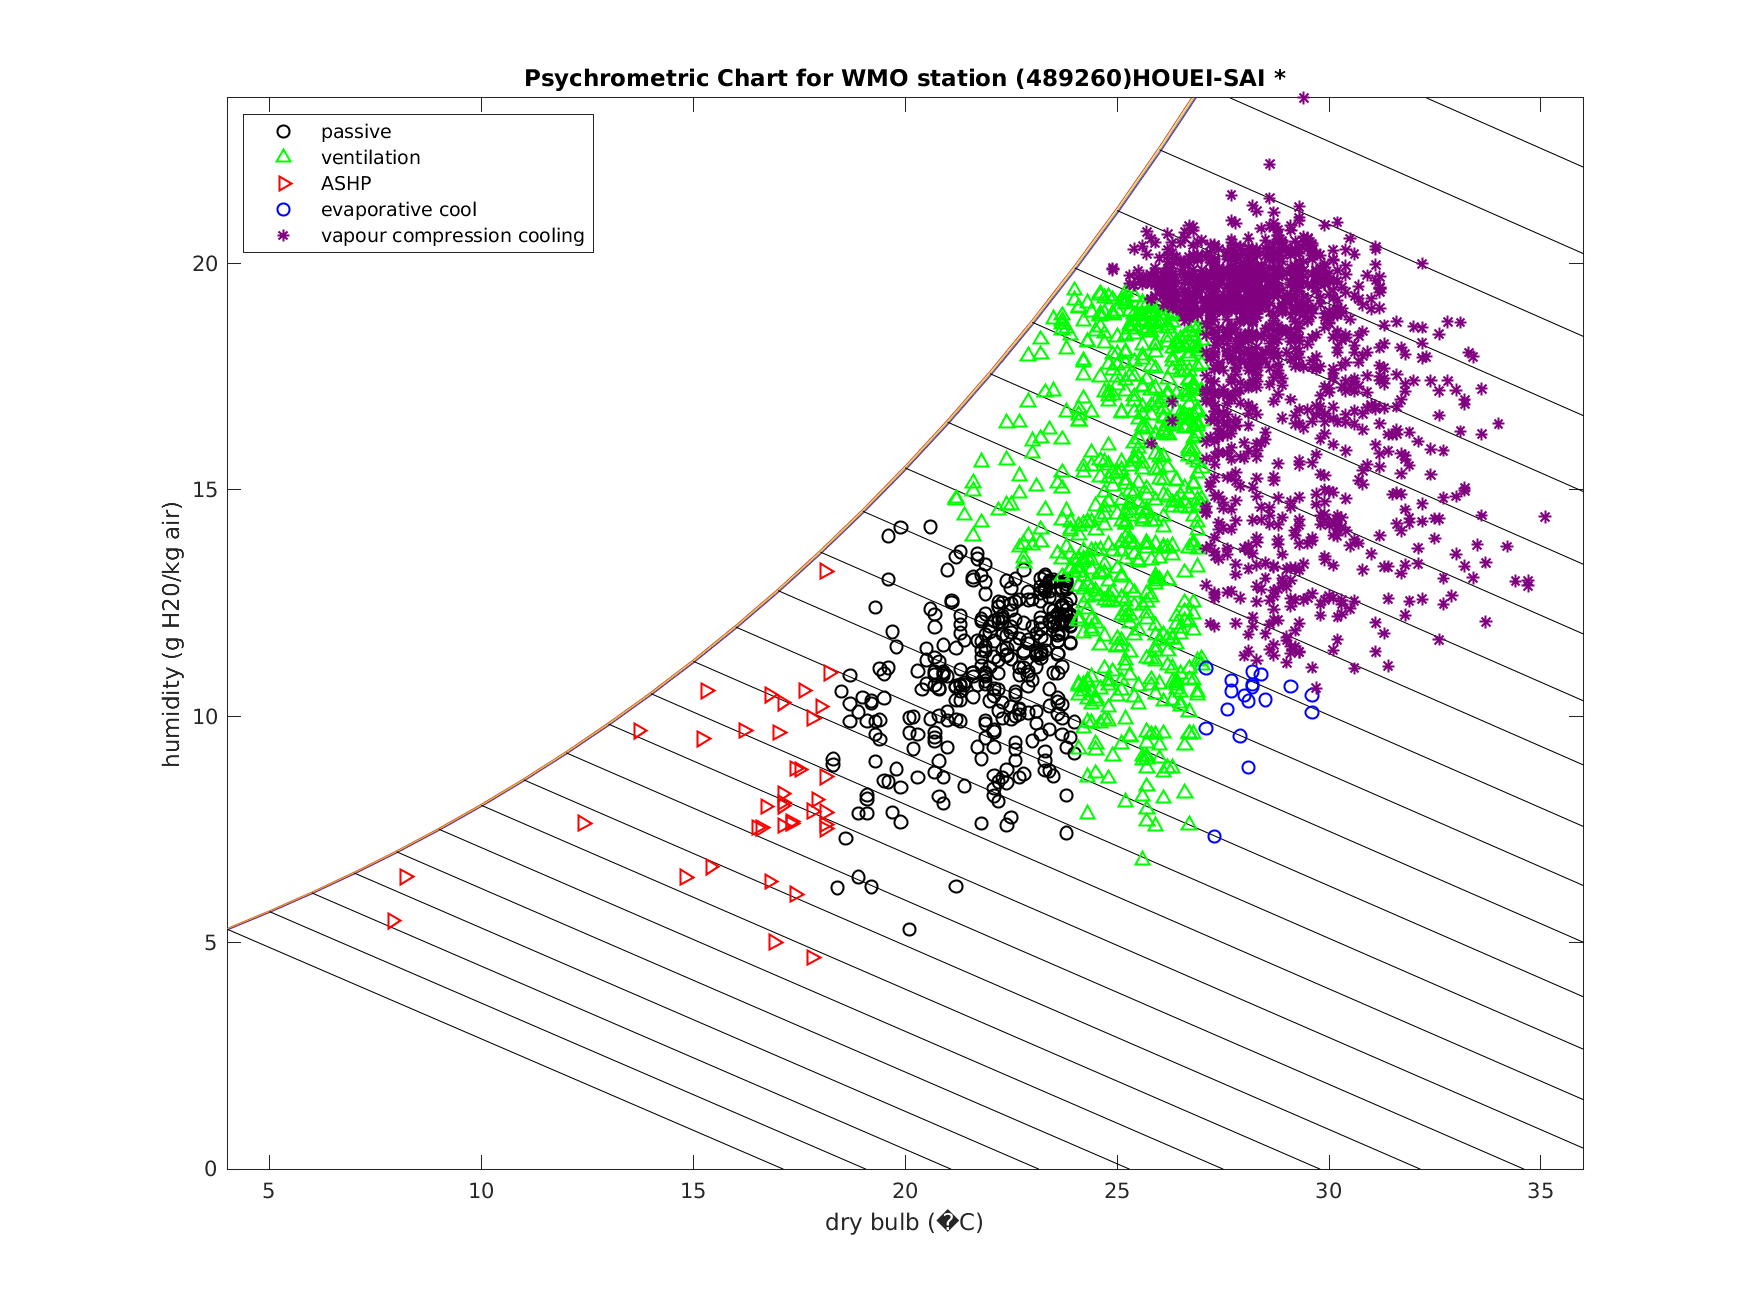 Psychrometric Chart for WMO station (489260)HOUEI-SAI *
passive
ventilation
ASHP
evaporative cool
vapour compression cooling
humidity (g H20/kg air)
20
15
10
5
0
5 10 15 20 25 30 35
dry bulb (�C)